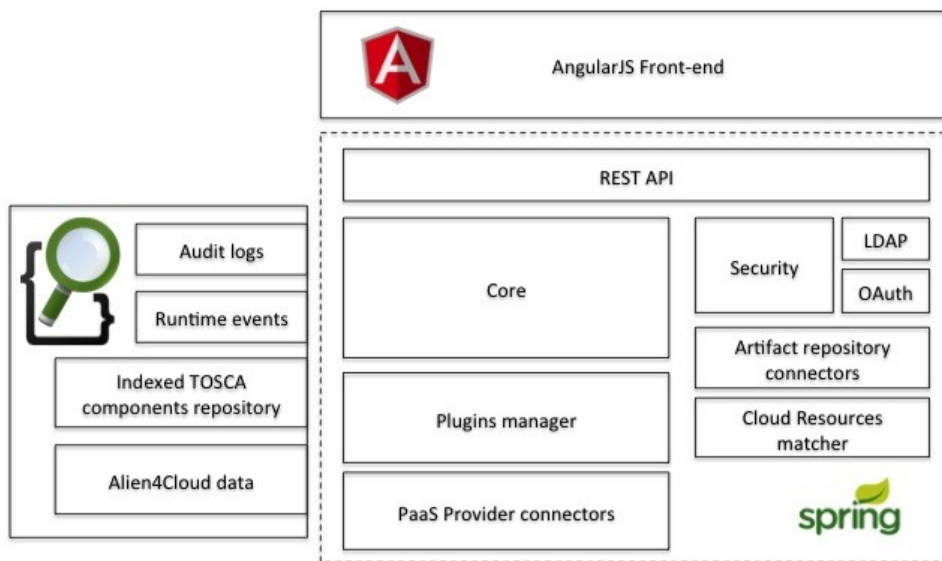 AngularJS Front-end
REST API
Audit logs
Runtime events
Indexed TOSCA
components repository
Alien4Cloud data
Core
Security
LDAP
OAuth
Artifact repository
connectors
Plugins manager
Cloud Resources
matcher
PaaS Provider connectors
spring